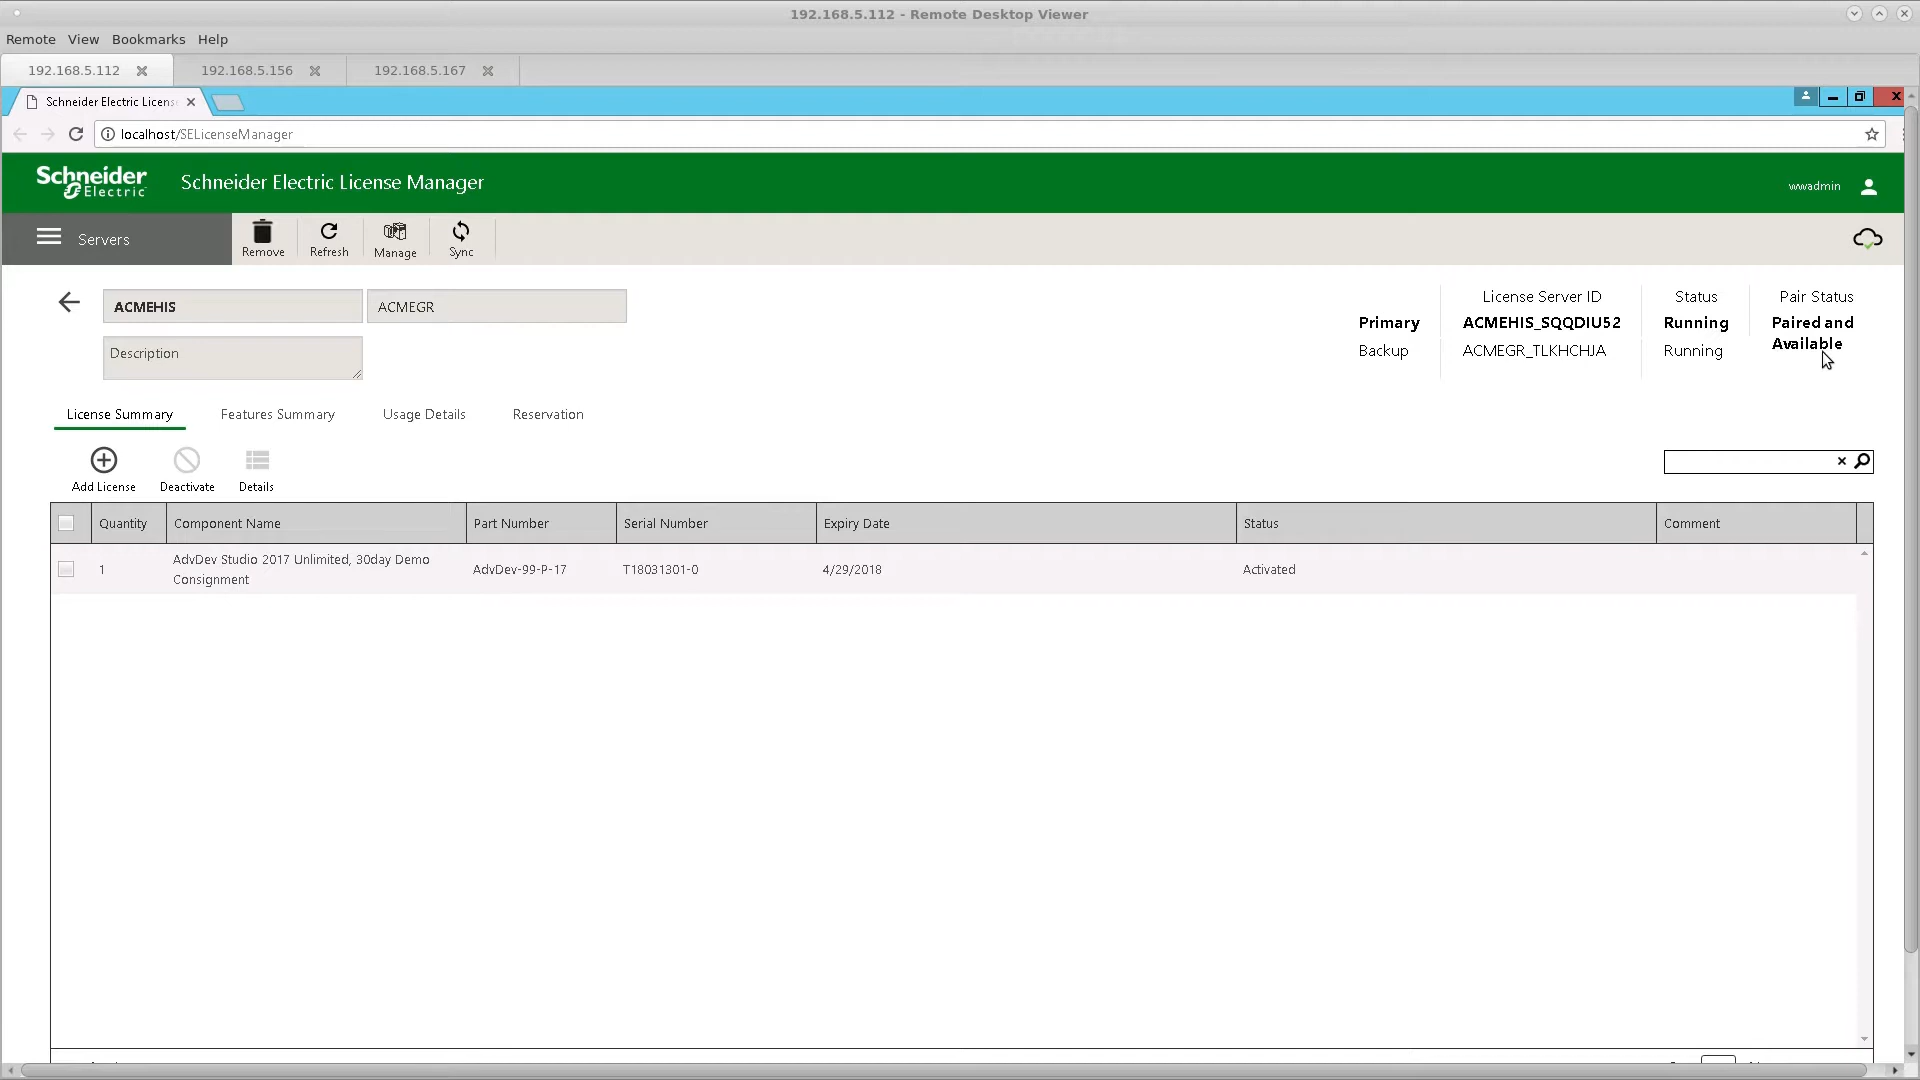 192.168.5.112 - Remote Desktop Viewer
Remote View Bookmarks Help
192.168.5.112 192.168.5.156 192.168.5.167
Schneider Electric Licens
localhost/SELicenseManager
Schneider Electric
Schneider Electric License Manager
wwadmin
Servers
Remove Refresh Manage Sync
ACMEHIS ACMEGR
Description
License Server ID Status Pair Status
Primary ACMEHIS_SQQDIU52 Running Paired and
Available
Backup ACMEGR_TLKHCHJA Running
License Summary Features Summary Usage Details Reservation
Add License Deactivate Details
Quantity Component Name Part Number Serial Number Expiry Date Status Comment
1 AdvDev Studio 2017 Unlimited, 30day Demo
Consignment AdvDev-99-P-17 T18031301-0 4/29/2018 Activated